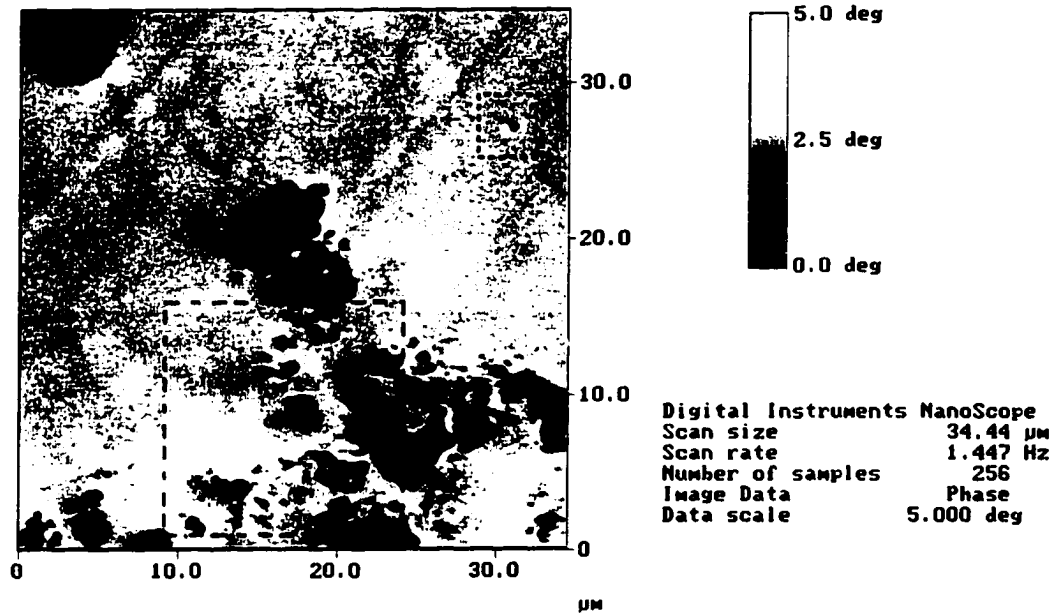 5.0 deg
2.5 deg
0.0 deg
30.0
20.0
10.0
0
0 10.0 20.0 30.0
μm
Digital Instruments NanoScope
Scan size 34.44 μm
Scan rate 1.447 Hz
Number of samples 256
Image Data Phase
Data scale 5.000 deg